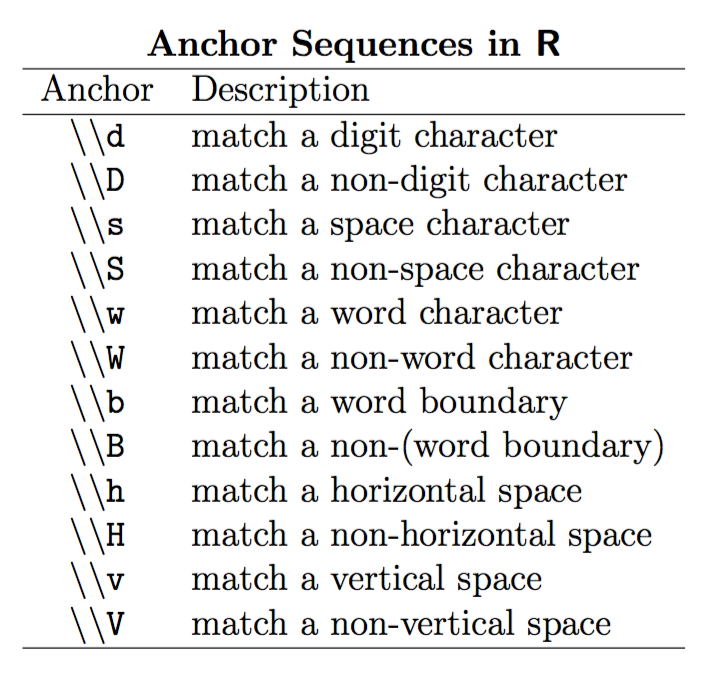 Anchor Sequences in R
Anchor Description
\\d match a digit character
\\D match a non-digit character
\\s match a space character
\\S match a non-space character
\\w match a word character
\\W match a non-word character
\\b match a word boundary
\\B match a non-(word boundary)
\\h match a horizontal space
\\H match a non-horizontal space
\\v match a vertical space
\\V match a non-vertical space